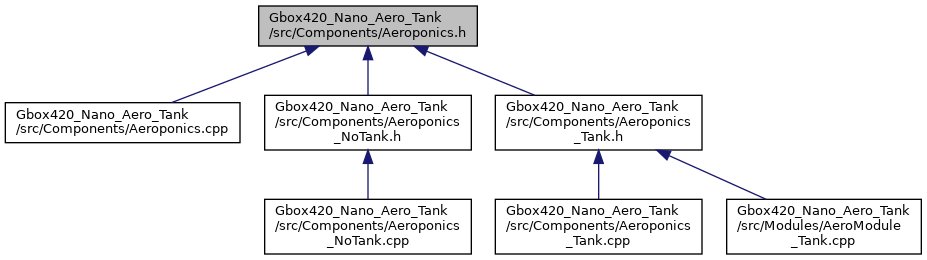 Gbox420_Nano_Aero_Tank
/src/Components/Aeroponics.h
Gbox420_Nano_Aero_Tank
/src/Components/Aeroponics.cpp
Gbox420_Nano_Aero_Tank
/src/Components/Aeroponics
_NoTank.h
Gbox420_Nano_Aero_Tank
/src/Components/Aeroponics
_Tank.h
Gbox420_Nano_Aero_Tank
/src/Components/Aeroponics
_NoTank.cpp
Gbox420_Nano_Aero_Tank
/src/Components/Aeroponics
_Tank.cpp
Gbox420_Nano_Aero_Tank
/src/Modules/AeroModule
_Tank.cpp